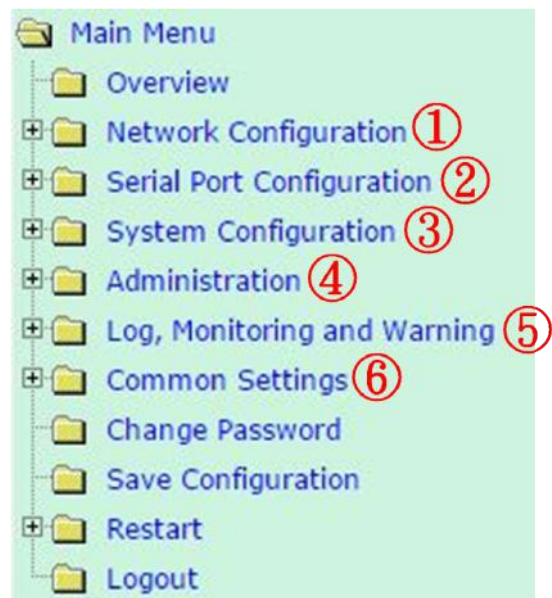 Main Menu
Overview
Network Configuration ①
Serial Port Configuration ②
System Configuration ③
Administration ④
Log, Monitoring and Warning ⑤
Common Settings ⑥
Change Password
Save Configuration
Restart
Logout